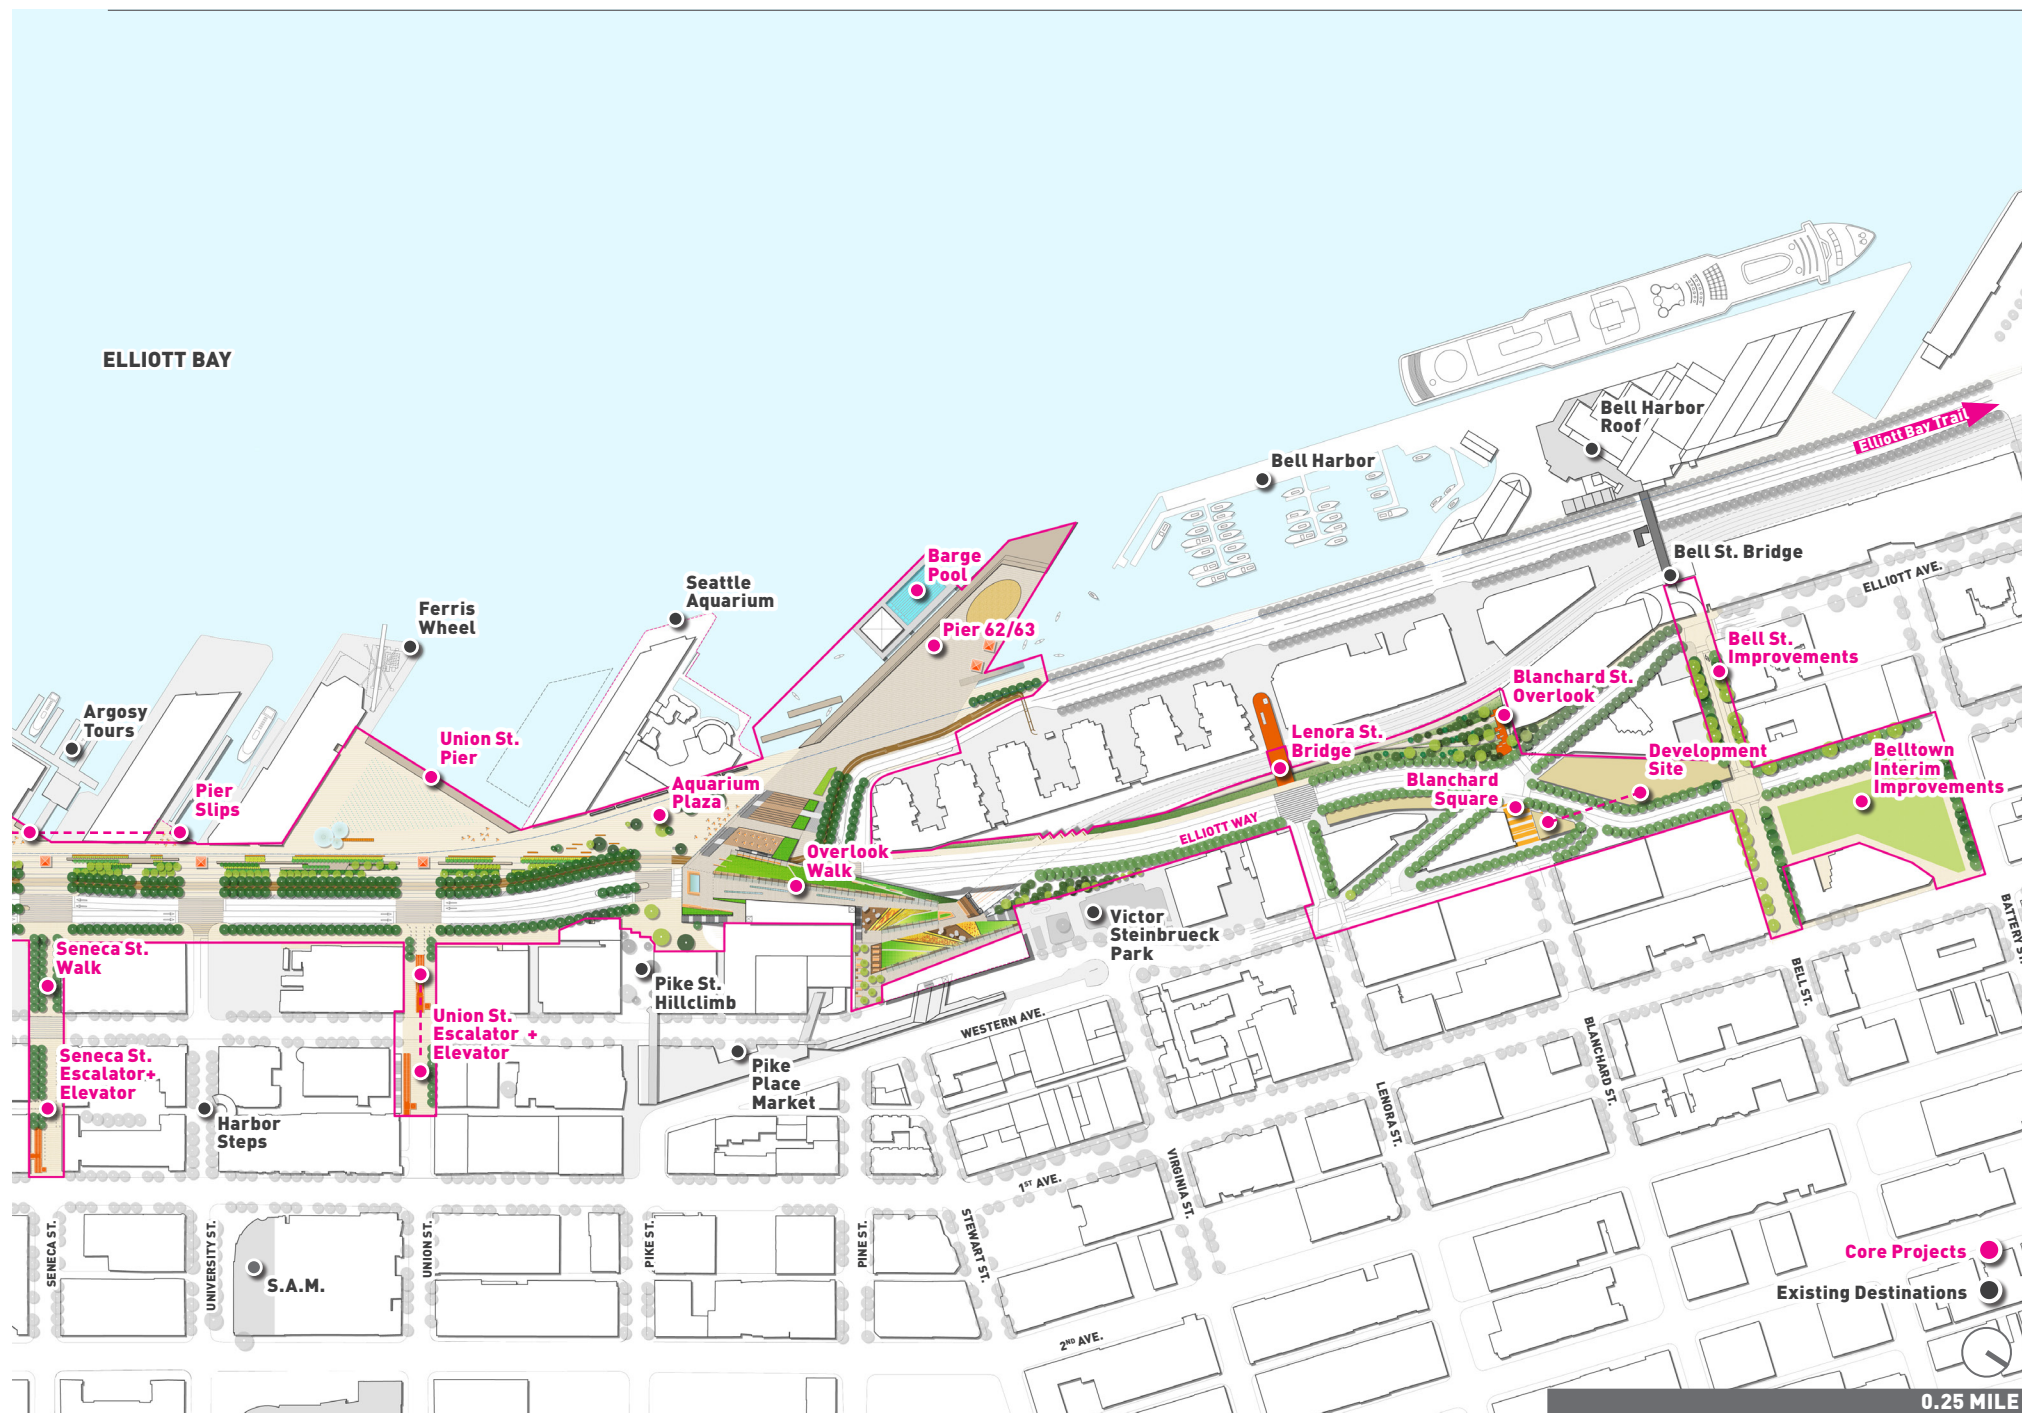 ELLIOTT BAY
Bell Harbor
Roof
Elliott Bay Trail
Bell Harbor
Barge
Pool
Bell St. Bridge
ELLIOTT AVE.
Seattle
Aquarium
Ferris
Wheel
Pier 62/63
Bell St.
Improvements
Blanchard St.
Overlook
Argosy
Tours
Union St.
Pier
Lenora St.
Bridge
Development
Site
Belltown
Interim
Improvements
Pier
Slips
Aquarium
Plaza
Blanchard
Square
ELLIOTT WAY
Overlook
Walk
Victor
Steinbrueck
Park
BATTERY ST.
Seneca St.
Walk
Pike St.
Hillclimb
BELL ST.
Union St.
Escalator +
Elevator
WESTERN AVE.
Seneca St.
Escalator+
Elevator
Pike
Place
Market
BLANCHARD ST.
LENORA ST.
Harbor
Steps
VIRGINIA ST.
1ST AVE.
SENECA ST.
UNIVERSITY ST.
UNION ST.
PIKE ST.
PINE ST.
STEWART ST.
S.A.M.
Core Projects
Existing Destinations
2ND AVE.
0.25 MILE